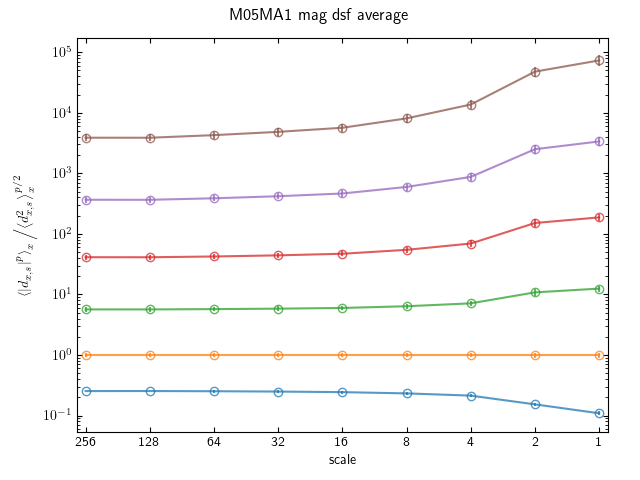 M05MA1 mag dsf average
10^5
10^4
10^3
10^2
10^1
10^0
10^{-1}
⟨|d_{x,s}|^p⟩_x / ⟨d^2_{x,s}⟩_x^{p/2}
256 128 64 32 16 8 4 2 1
scale